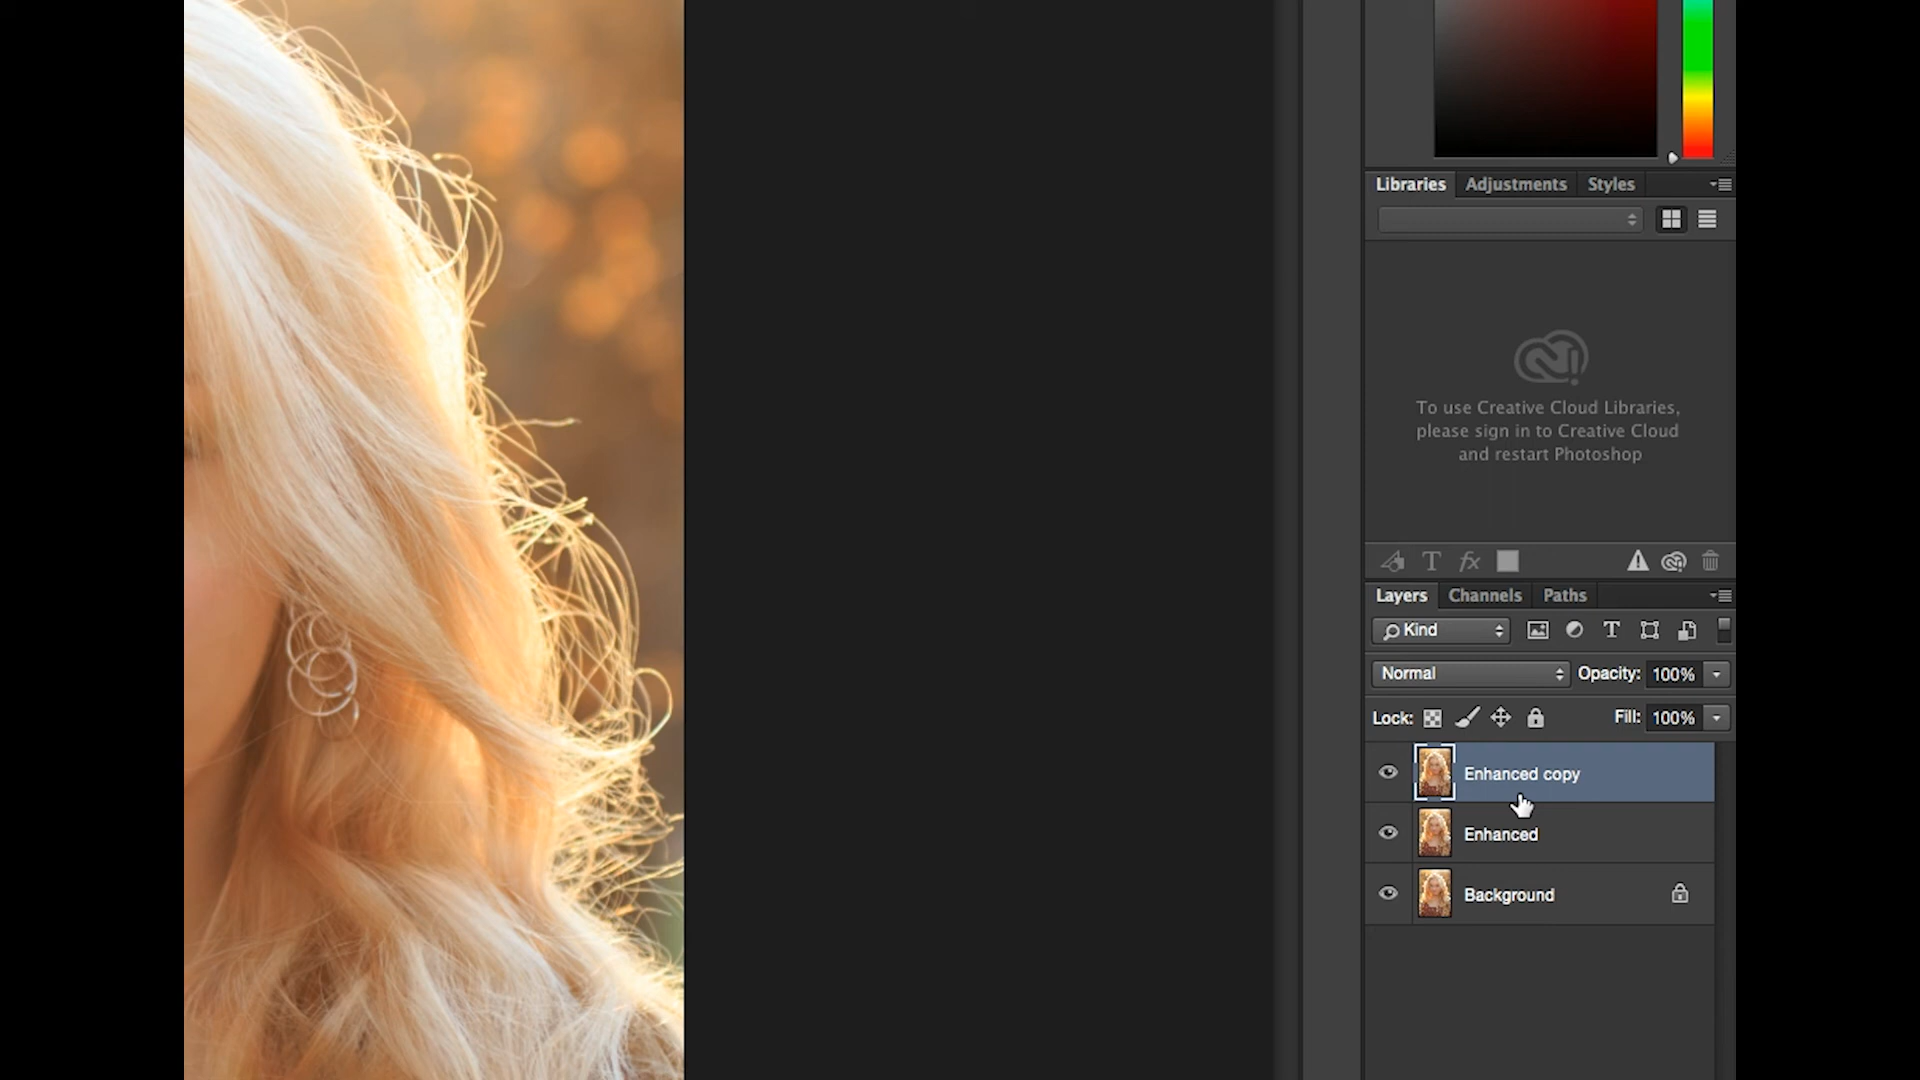 Libraries Adjustments Styles
To use Creative Cloud Libraries,
please sign in to Creative Cloud
and restart Photoshop
T fx
Layers Channels Paths
Kind T
Normal Opacity: 100%
Lock: Fill: 100%
Enhanced copy
Enhanced
Background